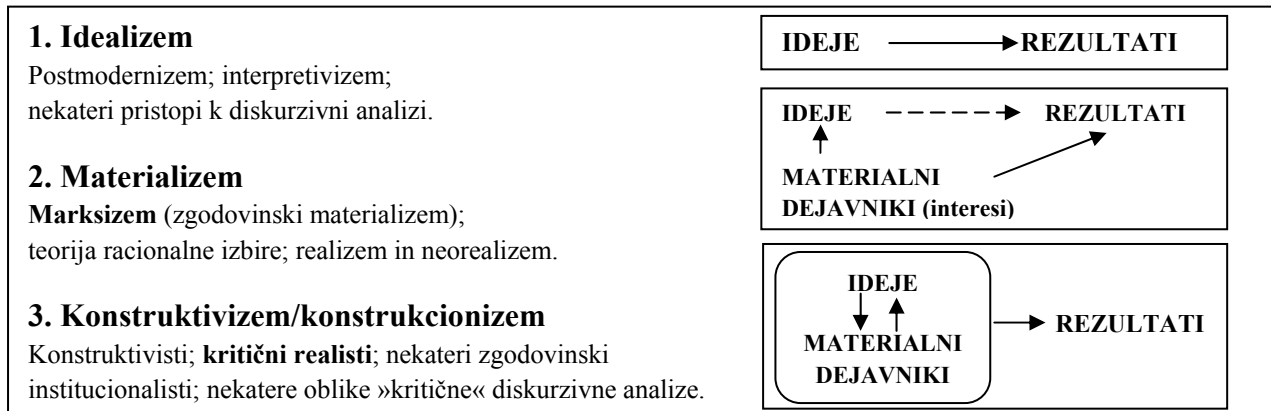 1. Idealizem
Postmodernizem; interpretivizem;
nekateri pristopi k diskurzivni analizi.
2. Materializem
Marksizem (zgodovinski materializem);
teorija racionalne izbire; realizem in neorealizem.
3. Konstruktivizem/konstrukcionizem
Konstruktivisti; kritični realisti; nekateri zgodovinski
institucionalisti; nekatere oblike »kritične« diskurzivne analize.
IDEJE REZULTATI
IDEJE REZULTATI
MATERIALNI
DEJAVNIKI (interesi)
IDEJE
MATERIALNI
DEJAVNIKI
REZULTATI